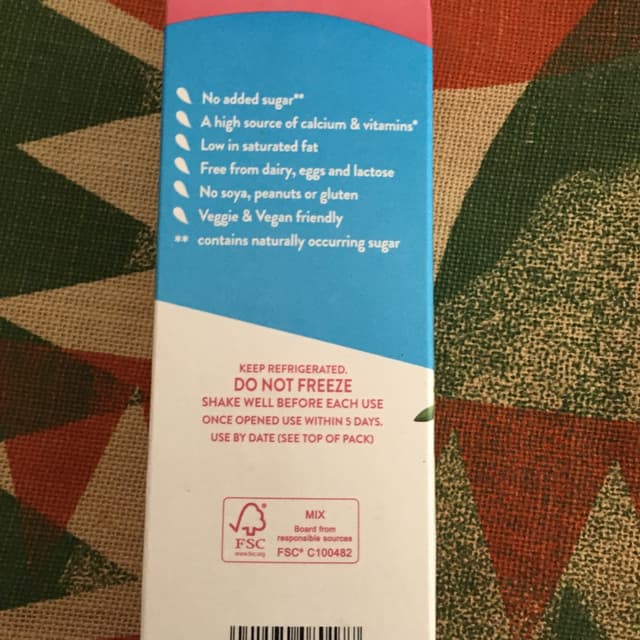 No added sugar**
A high source of calcium & vitamins*
Low in saturated fat
Free from dairy, eggs and lactose
No soya, peanuts or gluten
Veggie & Vegan friendly
** contains naturally occurring sugar
KEEP REFRIGERATED.
DO NOT FREEZE
SHAKE WELL BEFORE EACH USE
ONCE OPENED USE WITHIN 5 DAYS.
USE BY DATE (SEE TOP OF PACK)
FSC
www.fsc.org
MIX
Board from
responsible sources
FSC® C100482